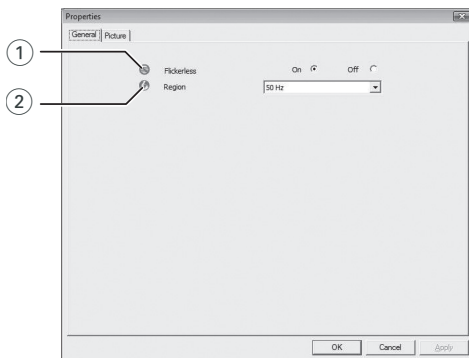 Properties
General Picture
1 Flickerless On Off
2 Region 50 Hz
OK Cancel Apply